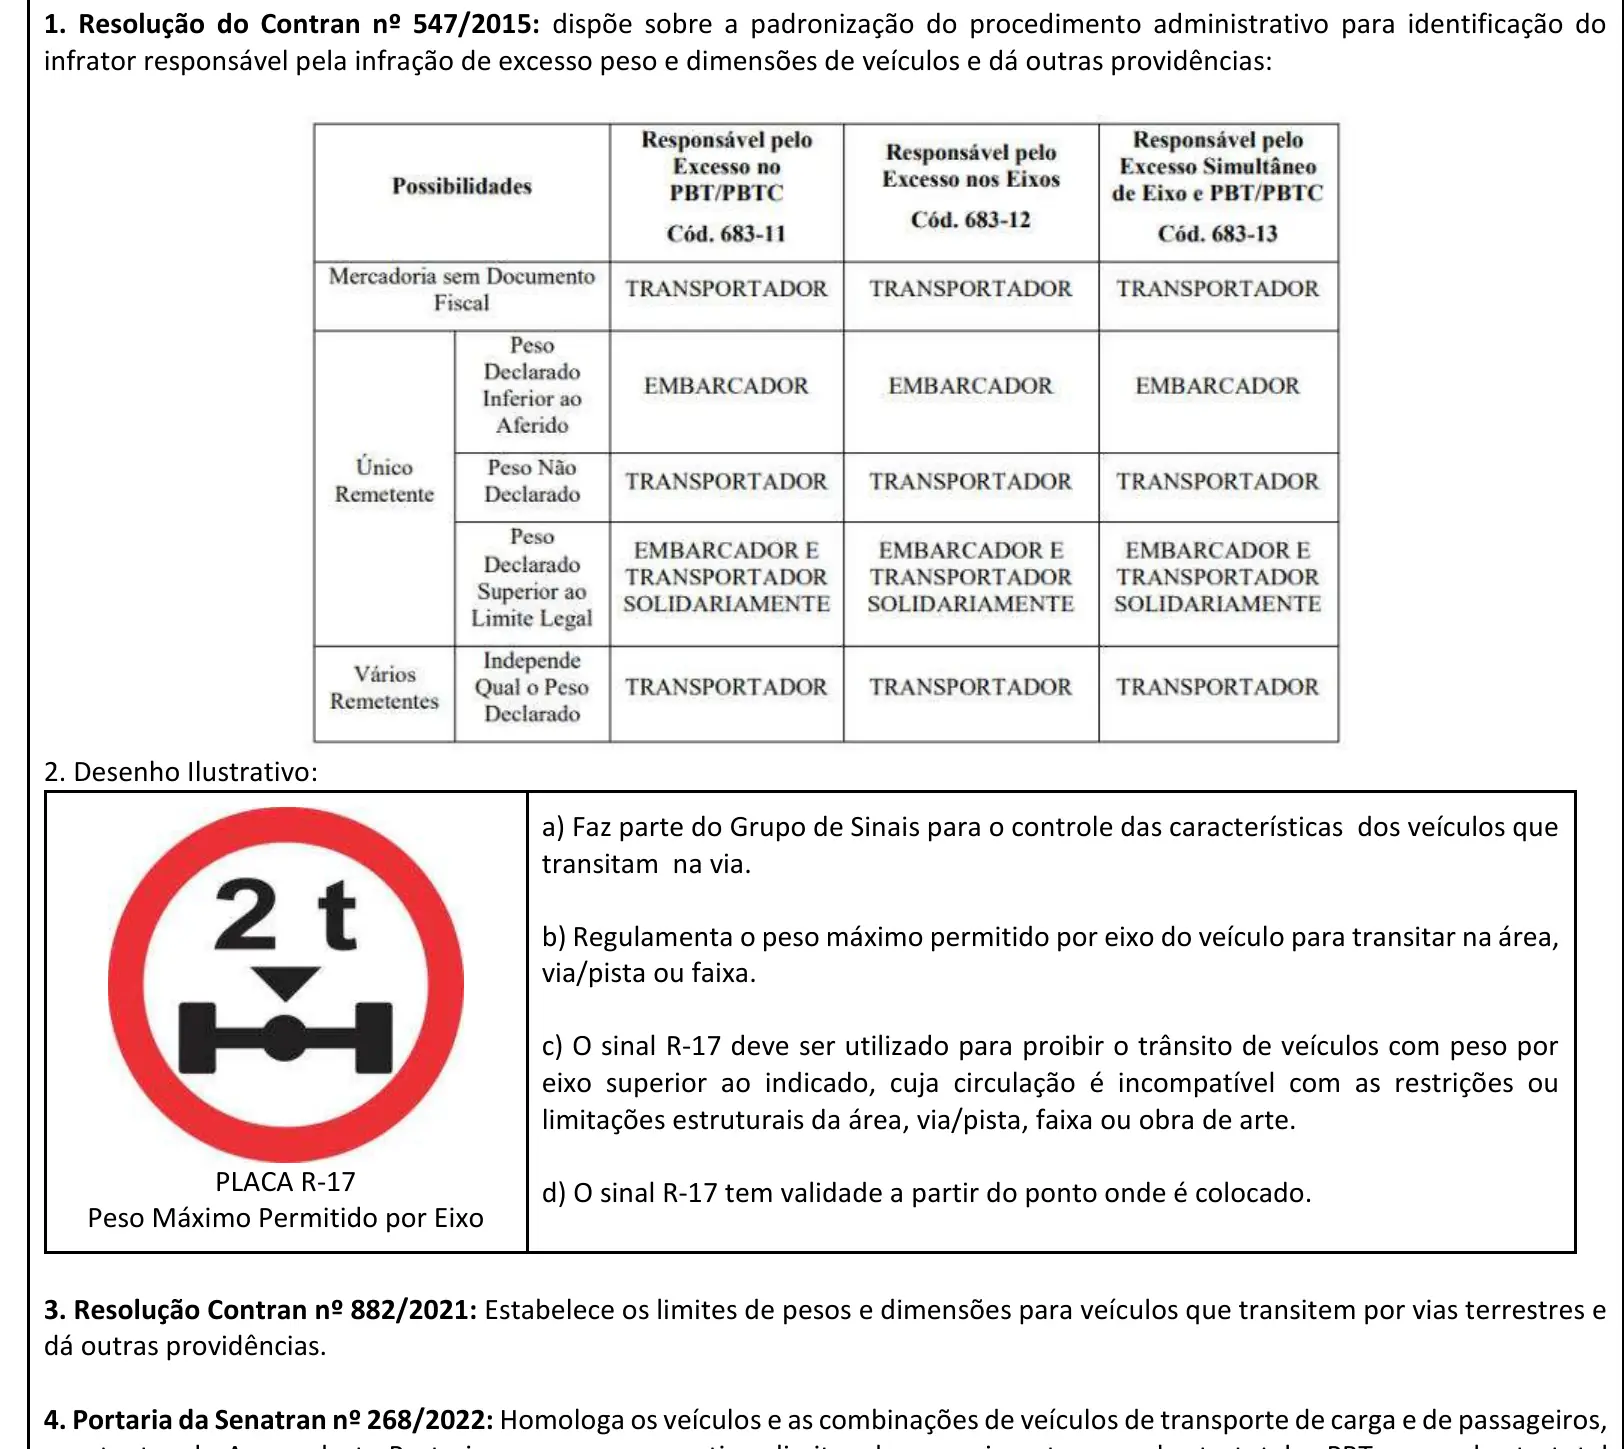 1. Resolução do Contran nº 547/2015: dispõe sobre a padronização do procedimento administrativo para identificação do
infrator responsável pela infração de excesso peso e dimensões de veículos e dá outras providências:
Possibilidades
Responsável pelo
Excesso no
PBT/PBTC
Cód. 683-11
Responsável pelo
Excesso nos Eixos
Cód. 683-12
Responsável pelo
Excesso Simultâneo
de Eixo e PBT/PBTC
Cód. 683-13
Mercadoria sem Documento
Fiscal
TRANSPORTADOR
TRANSPORTADOR
TRANSPORTADOR
Único
Remetente
Peso
Declarado
Inferior ao
Aferido
EMBARCADOR
EMBARCADOR
EMBARCADOR
Peso Não
Declarado
TRANSPORTADOR
TRANSPORTADOR
TRANSPORTADOR
Peso
Declarado
Superior ao
Limite Legal
EMBARCADOR E
TRANSPORTADOR
SOLIDARIAMENTE
EMBARCADOR E
TRANSPORTADOR
SOLIDARIAMENTE
EMBARCADOR E
TRANSPORTADOR
SOLIDARIAMENTE
Vários
Remetentes
Independe
Qual o Peso
Declarado
TRANSPORTADOR
TRANSPORTADOR
TRANSPORTADOR
2. Desenho Ilustrativo:
2 t
PLACA R-17
Peso Máximo Permitido por Eixo
a) Faz parte do Grupo de Sinais para o controle das características dos veículos que
transitam na via.
b) Regulamenta o peso máximo permitido por eixo do veículo para transitar na área,
via/pista ou faixa.
c) O sinal R-17 deve ser utilizado para proibir o trânsito de veículos com peso por
eixo superior ao indicado, cuja circulação é incompatível com as restrições ou
limitações estruturais da área, via/pista, faixa ou obra de arte.
d) O sinal R-17 tem validade a partir do ponto onde é colocado.
3. Resolução Contran nº 882/2021: Estabelece os limites de pesos e dimensões para veículos que transitem por vias terrestres e
dá outras providências.
4. Portaria da Senatran nº 268/2022: Homologa os veículos e as combinações de veículos de transporte de carga e de passageiros,